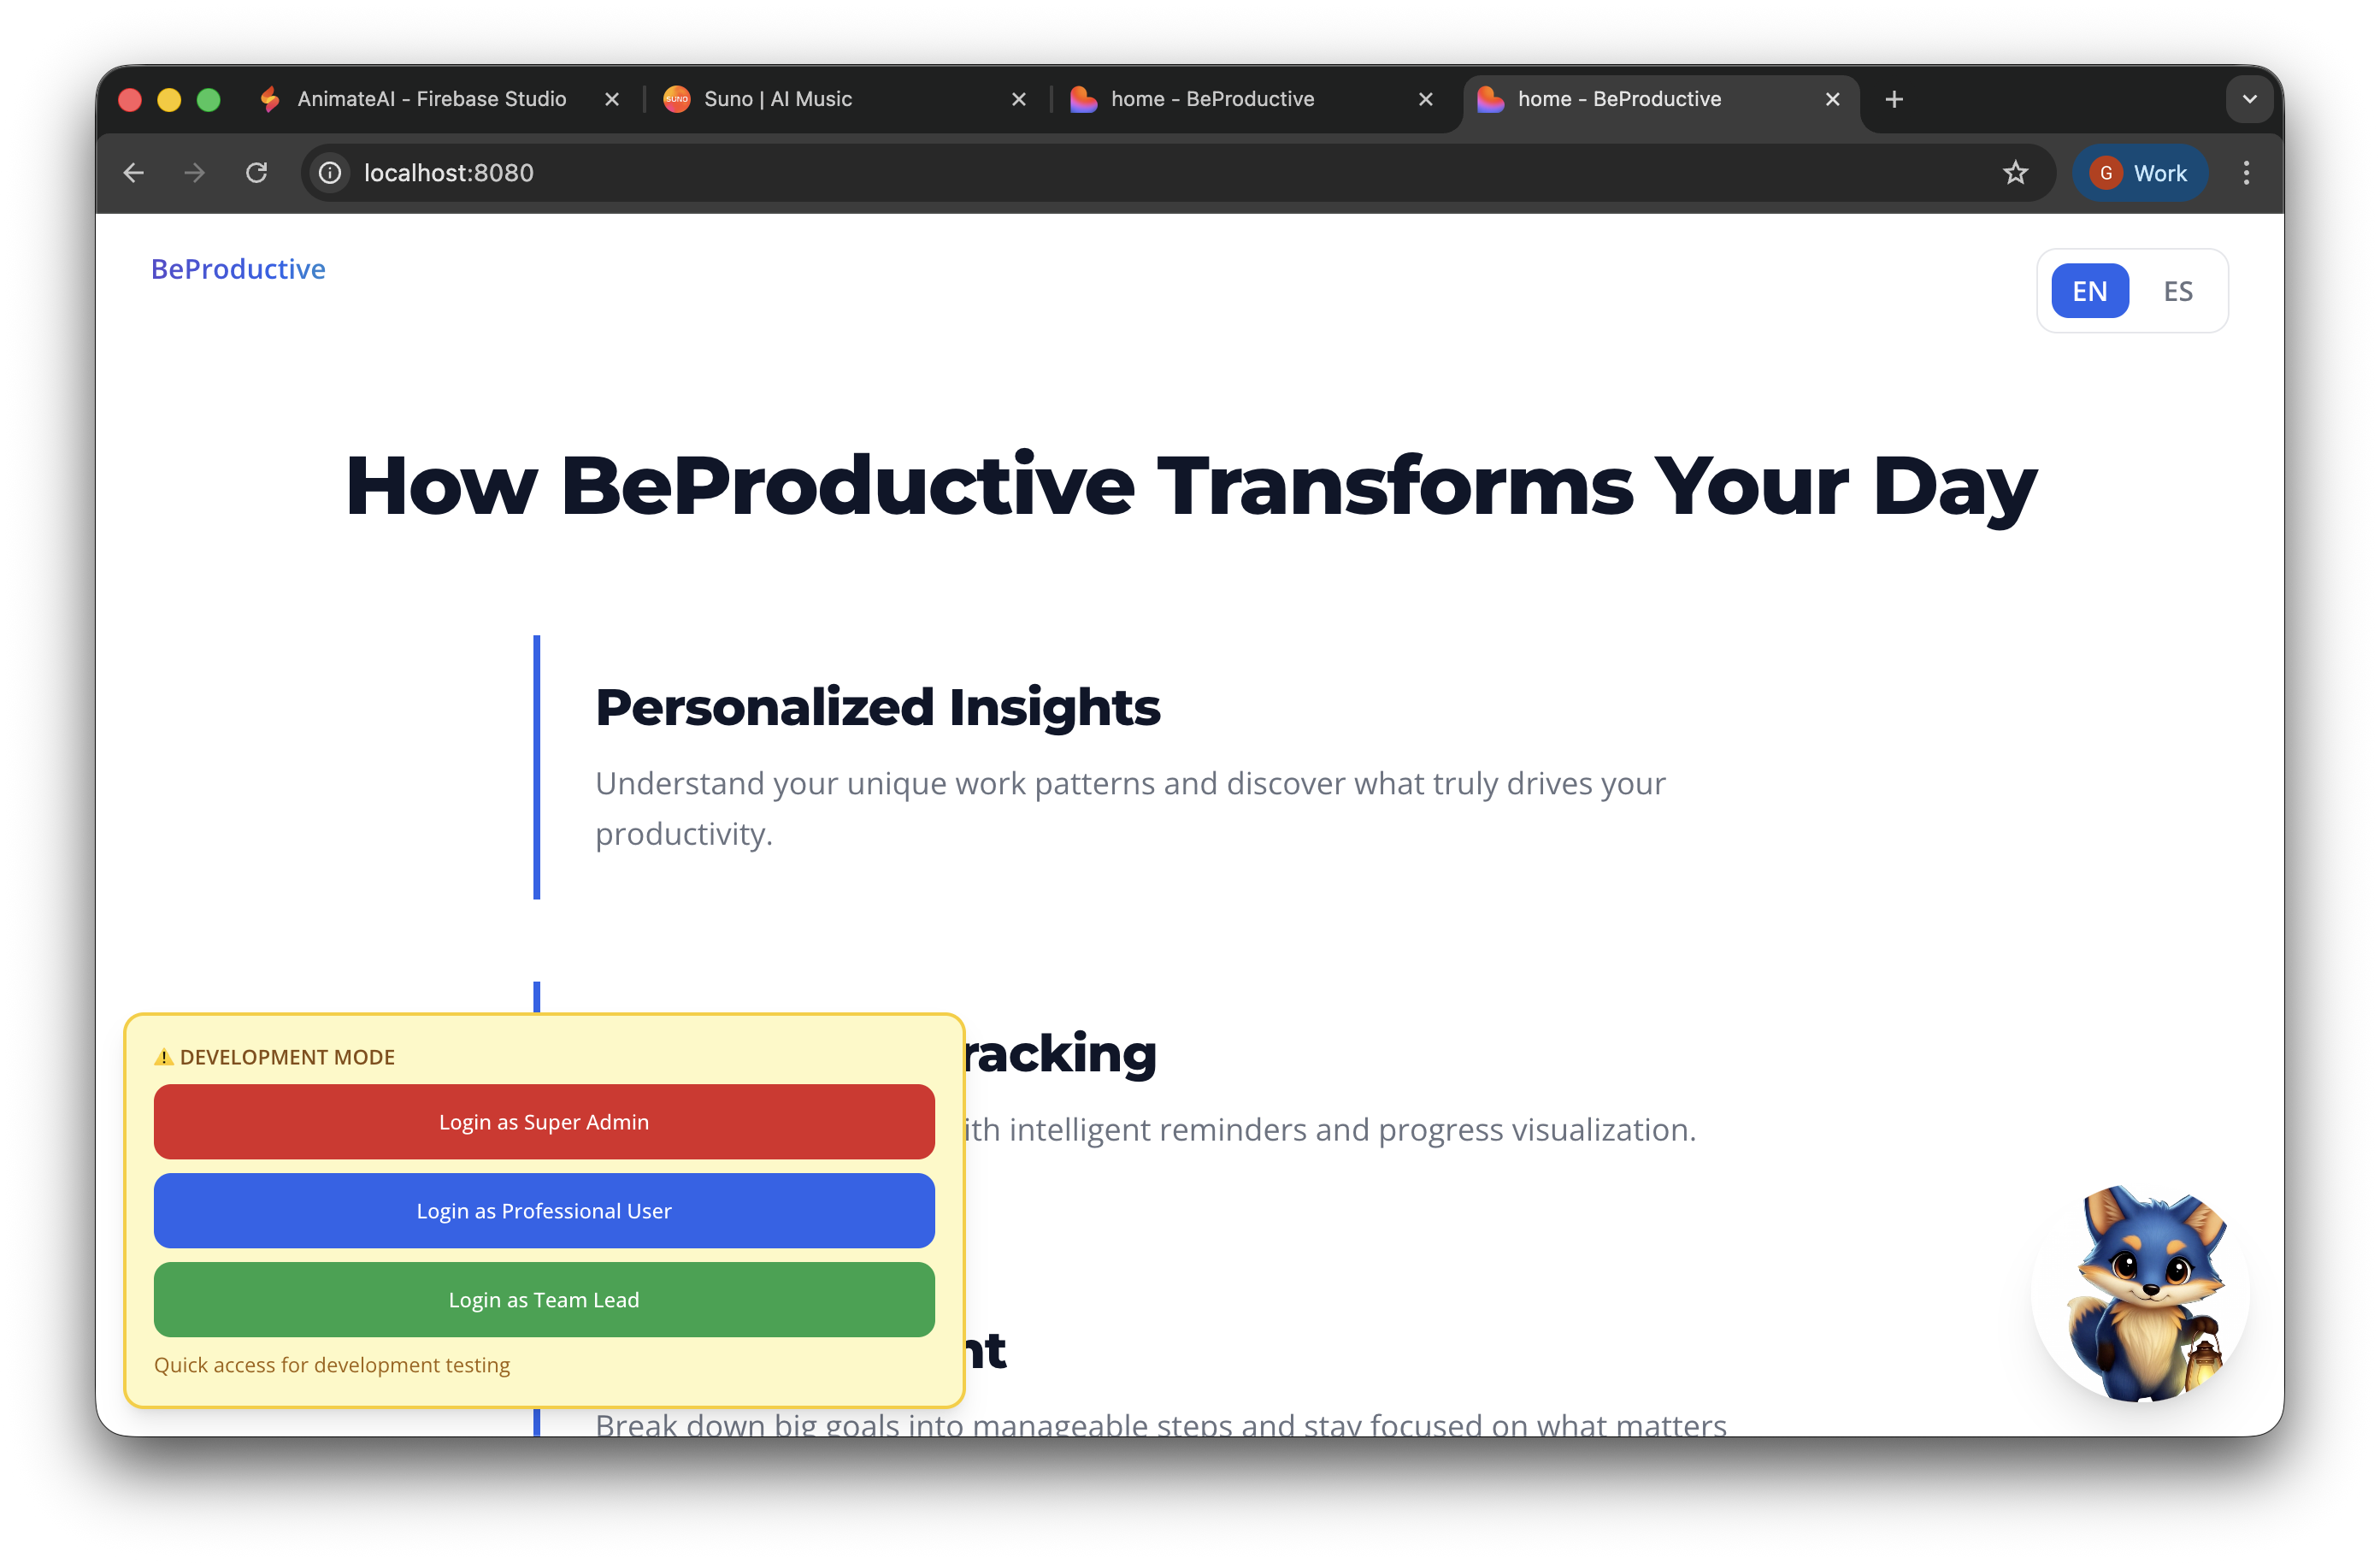 AnimateAI - Firebase Studio
SUNO
Suno | AI Music
home - BeProductive
home - BeProductive
localhost:8080
G
Work
BeProductive
EN
ES
How BeProductive Transforms Your Day
Personalized Insights
Understand your unique work patterns and discover what truly drives your
productivity.
racking
ith intelligent reminders and progress visualization.
nt
Break down big goals into manageable steps and stay focused on what matters
⚠️ DEVELOPMENT MODE
Login as Super Admin
Login as Professional User
Login as Team Lead
Quick access for development testing